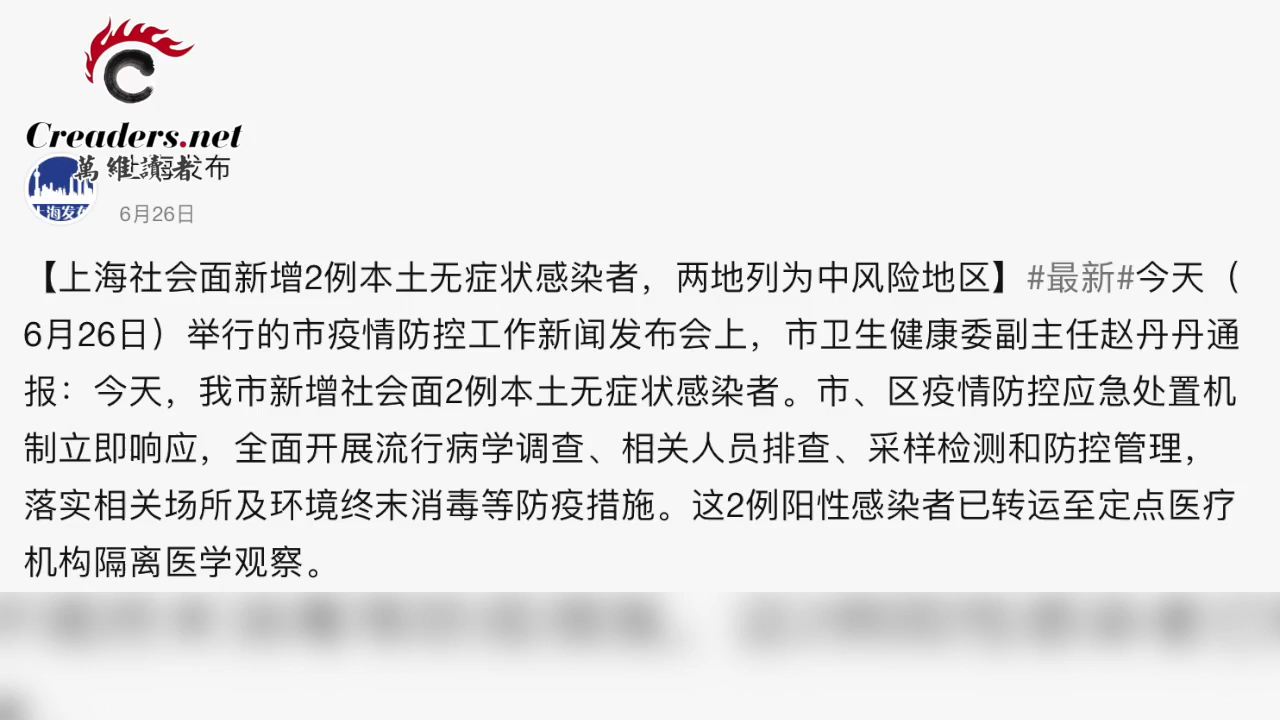 Creaders.net
萬維讀者
上海发布
上海发布
6月26日
【上海社会面新增2例本土无症状感染者，两地列为中风险地区】#最新#今天（
6月26日）举行的市疫情防控工作新闻发布会上，市卫生健康委副主任赵丹丹通
报：今天，我市新增社会面2例本土无症状感染者。市、区疫情防控应急处置机
制立即响应，全面开展流行病学调查、相关人员排查、采样检测和防控管理，
落实相关场所及环境终末消毒等防疫措施。这2例阳性感染者已转运至定点医疗
机构隔离医学观察。